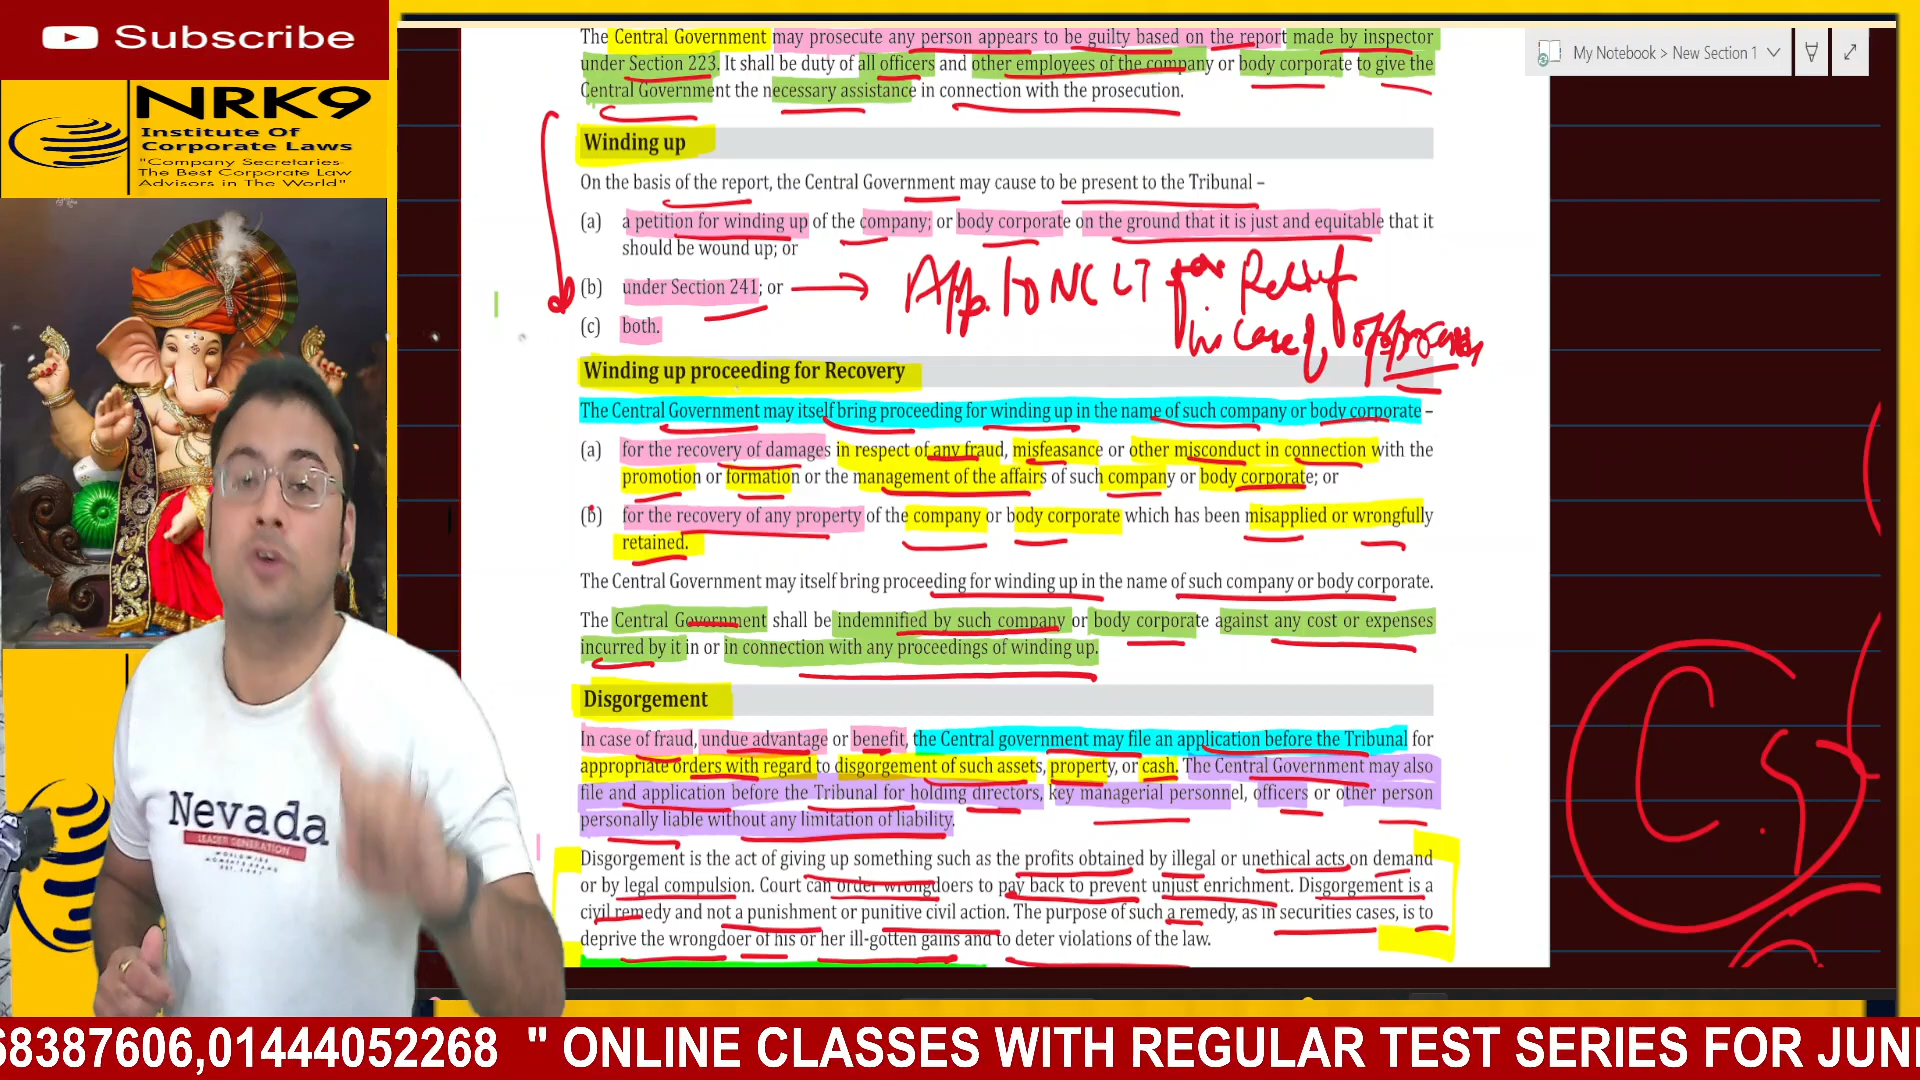 Subscribe
NRK9
Institute Of
Corporate Laws
"Company Secretaries-
The Best Corporate Law
Advisors in The World"
My Notebook > New Section 1
The Central Government may prosecute any person appears to be guilty based on the report made by inspector
under Section 223. It shall be duty of all officers and other employees of the company or body corporate to give the
Central Government the necessary assistance in connection with the prosecution.
Winding up
On the basis of the report, the Central Government may cause to be present to the Tribunal –
(a) a petition for winding up of the company; or body corporate on the ground that it is just and equitable that it
should be wound up; or
(b) under Section 241; or
App. to NCLT for Relief
in case of oppression
(c) both.
Winding up proceeding for Recovery
The Central Government may itself bring proceeding for winding up in the name of such company or body corporate –
(a) for the recovery of damages in respect of any fraud, misfeasance or other misconduct in connection with the
promotion or formation or the management of the affairs of such company or body corporate; or
(b) for the recovery of any property of the company or body corporate which has been misapplied or wrongfully
retained.
The Central Government may itself bring proceeding for winding up in the name of such company or body corporate.
The Central Government shall be indemnified by such company or body corporate against any cost or expenses
incurred by it in or in connection with any proceedings of winding up.
Disgorgement
In case of fraud, undue advantage or benefit, the Central government may file an application before the Tribunal for
appropriate orders with regard to disgorgement of such assets, property, or cash. The Central Government may also
file and application before the Tribunal for holding directors, key managerial personnel, officers or other person
personally liable without any limitation of liability.
Disgorgement is the act of giving up something such as the profits obtained by illegal or unethical acts on demand
or by legal compulsion. Court can order wrongdoers to pay back to prevent unjust enrichment. Disgorgement is a
civil remedy and not a punishment or punitive civil action. The purpose of such a remedy, as in securities cases, is to
deprive the wrongdoer of his or her ill-gotten gains and to deter violations of the law.
CS
Nevada
LEADER GENERATION
68387606,01444052268 " ONLINE CLASSES WITH REGULAR TEST SERIES FOR JUN